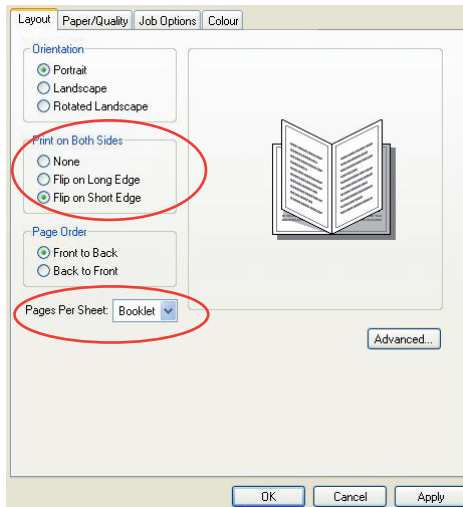 Layout Paper/Quality Job Options Colour
Orientation
Portrait
Landscape
Rotated Landscape
Print on Both Sides
None
Flip on Long Edge
Flip on Short Edge
Page Order
Front to Back
Back to Front
Pages Per Sheet: Booklet
Advanced...
OK Cancel Apply